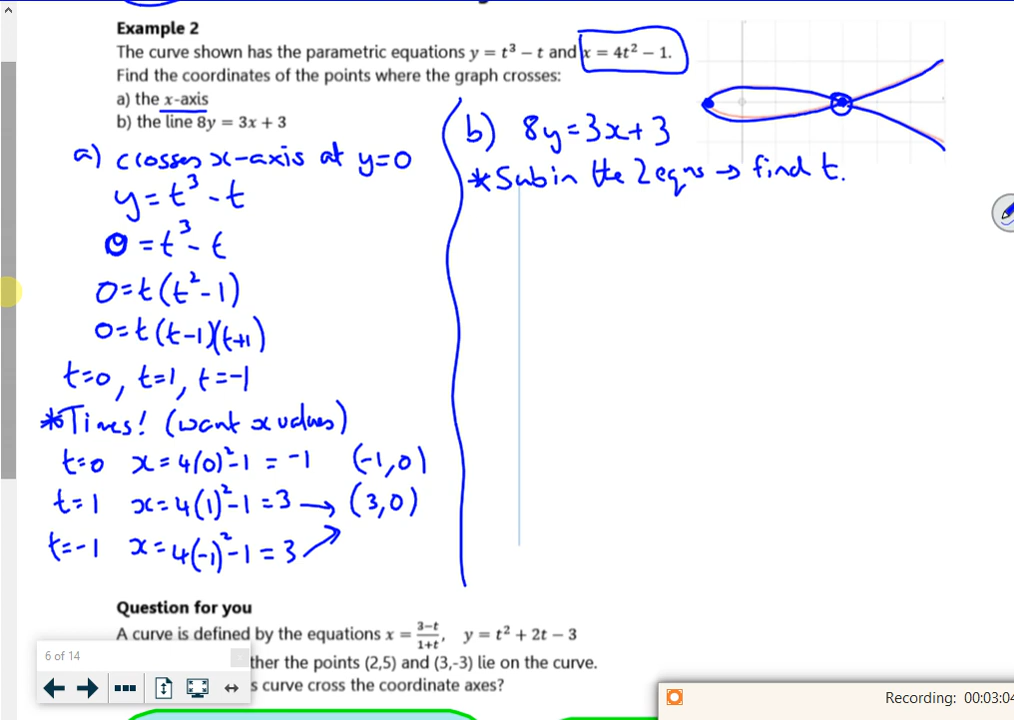 Example 2
The curve shown has the parametric equations y = t³ – t and x = 4t² – 1.
Find the coordinates of the points where the graph crosses:
a) the x-axis
b) the line 8y = 3x + 3
a) crosses x-axis at y=0
y = t³ - t
0 = t³ - t
0 = t(t² - 1)
0 = t(t-1)(t+1)
t=0, t=1, t=-1
*Times! (want x values)
t=0 x = 4(0)² - 1 = -1 (-1,0)
t=1 x = 4(1)² - 1 = 3 → (3,0)
t=-1 x = 4(-1)² - 1 = 3
b) 8y = 3x + 3
*Sub in the 2 eqns → find t.
Question for you
A curve is defined by the equations x = (3–t)/(1+t), y = t² + 2t – 3
ther the points (2,5) and (3,-3) lie on the curve.
s curve cross the coordinate axes?
6 of 14
Recording: 00:03:04